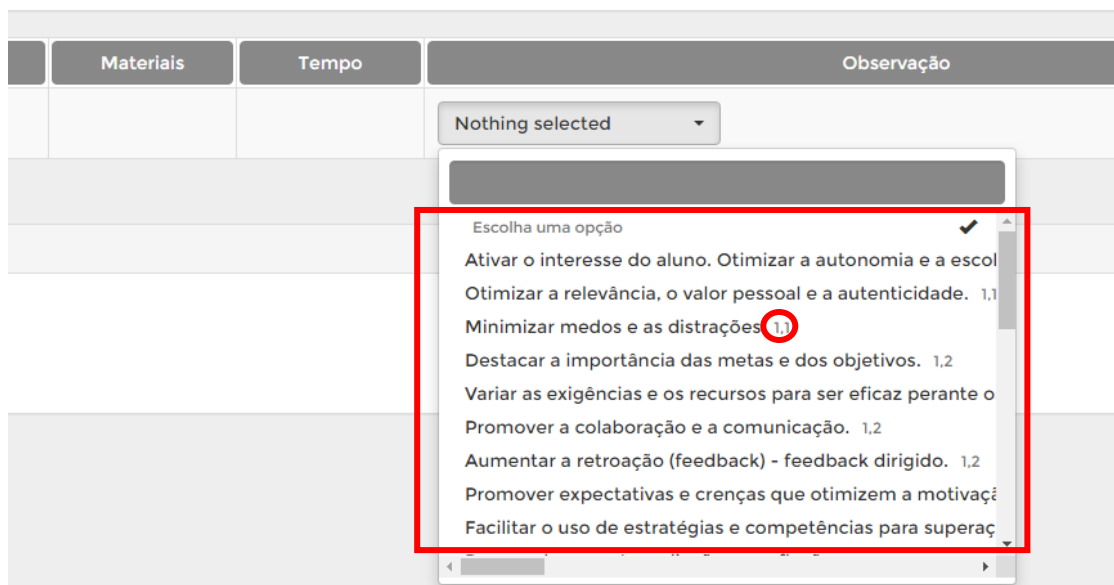 Materiais
Tempo
Observação
Nothing selected
Escolha uma opção
Ativar o interesse do aluno. Otimizar a autonomia e a escol
Otimizar a relevância, o valor pessoal e a autenticidade. 1,1
Minimizar medos e as distrações 1,1
Destacar a importância das metas e dos objetivos. 1,2
Variar as exigências e os recursos para ser eficaz perante o
Promover a colaboração e a comunicação. 1,2
Aumentar a retroação (feedback) - feedback dirigido. 1,2
Promover expectativas e crenças que otimizem a motivaçã
Facilitar o uso de estratégias e competências para superaç